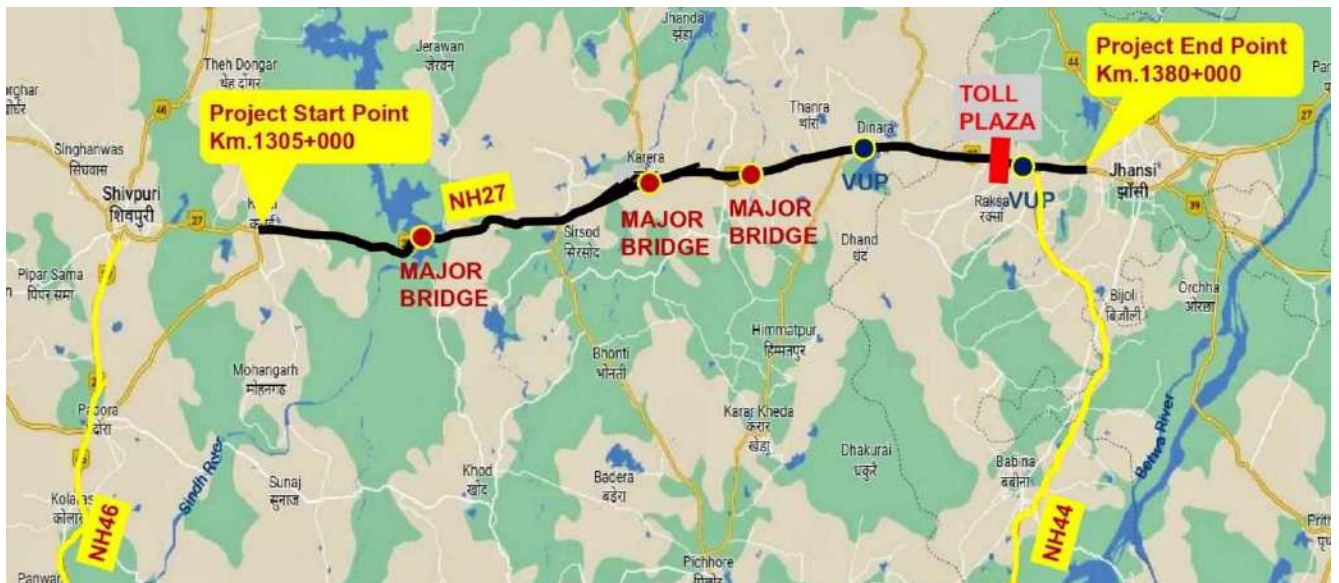 Jhanda
झंडा
Jerawan
जेरवन
Theh Dongar
थेह दोंगर
44
46
Project End Point
Km.1380+000
Project Start Point
Km.1305+000
TOLL
PLAZA
Thanra
थांरा
Dinara
27
Singhanwas
सिंघवास
Karera
Shivpuri
शिवपुरी
27
NH27
VUP
VUP
Raksa
रक्सा
Jhansi
झाँसी
39
Sirsod
सिरसोद
MAJOR
BRIDGE
MAJOR
BRIDGE
MAJOR
BRIDGE
Dhand
धंद
Pipar Sama
पिपर समा
Bijoli
बिजौली
Orchha
ओरछा
Himmatpur
हिम्मतपुर
Bhonti
भोनती
Mohangarh
मोहनगढ़
Padora
Karar Kheda
करार
खेड़ा
Betwa River
Dhakurai
धकुरै
Sindh River
Khod
खोद
Badera
बडेरा
Babina
बबीना
Sunaj
सुनाज
Kolaras
NH46
NH44
Pichhore
Panwar